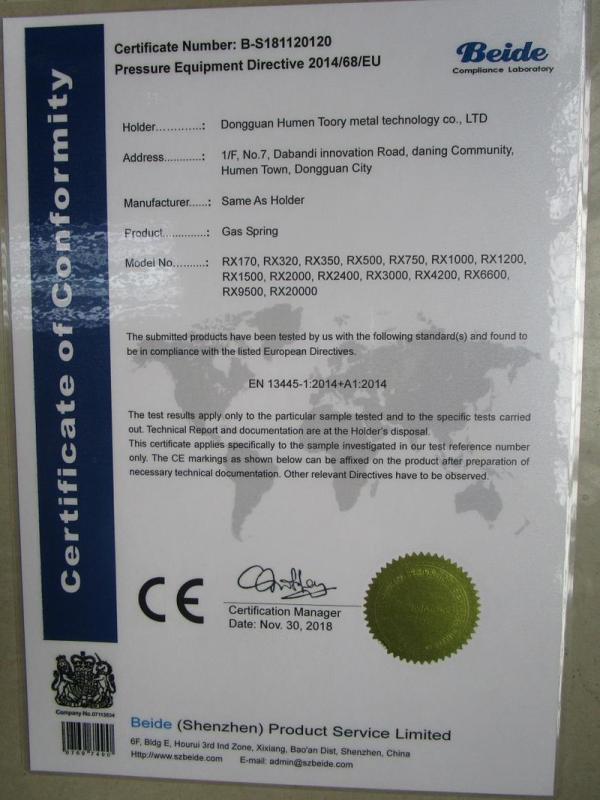 Certificate of Conformity
Certificate Number: B-S181120120
Pressure Equipment Directive 2014/68/EU
Beide
Compliance Laboratory
Holder.............: Dongguan Humen Toory metal technology co., LTD
Address...........: 1/F, No.7, Dabandi innovation Road, daning Community,
Humen Town, Dongguan City
Manufacturer......: Same As Holder
Product............: Gas Spring
Model No..........: RX170, RX320, RX350, RX500, RX750, RX1000, RX1200,
RX1500, RX2000, RX2400, RX3000, RX4200, RX6600,
RX9500, RX20000
The submitted products have been tested by us with the following standard(s) and found to
be in compliance with the listed European Directives.
EN 13445-1:2014+A1:2014
The test results apply only to the particular sample tested and to the specific tests carried
out. Technical Report and documentation are at the Holder's disposal.
This certificate applies specifically to the sample investigated in our test reference number
only. The CE markings as shown below can be affixed on the product after preparation of
necessary technical documentation. Other relevant Directives have to be observed.
CE
Certification Manager
Date: Nov. 30, 2018
Company No.07113634
Beide (Shenzhen) Product Service Limited
6F, Bldg E, Hourui 3rd Ind Zone, Xixiang, Bao'an Dist, Shenzhen, China
Http://www.szbeide.com E-mail: admin@szbeide.com